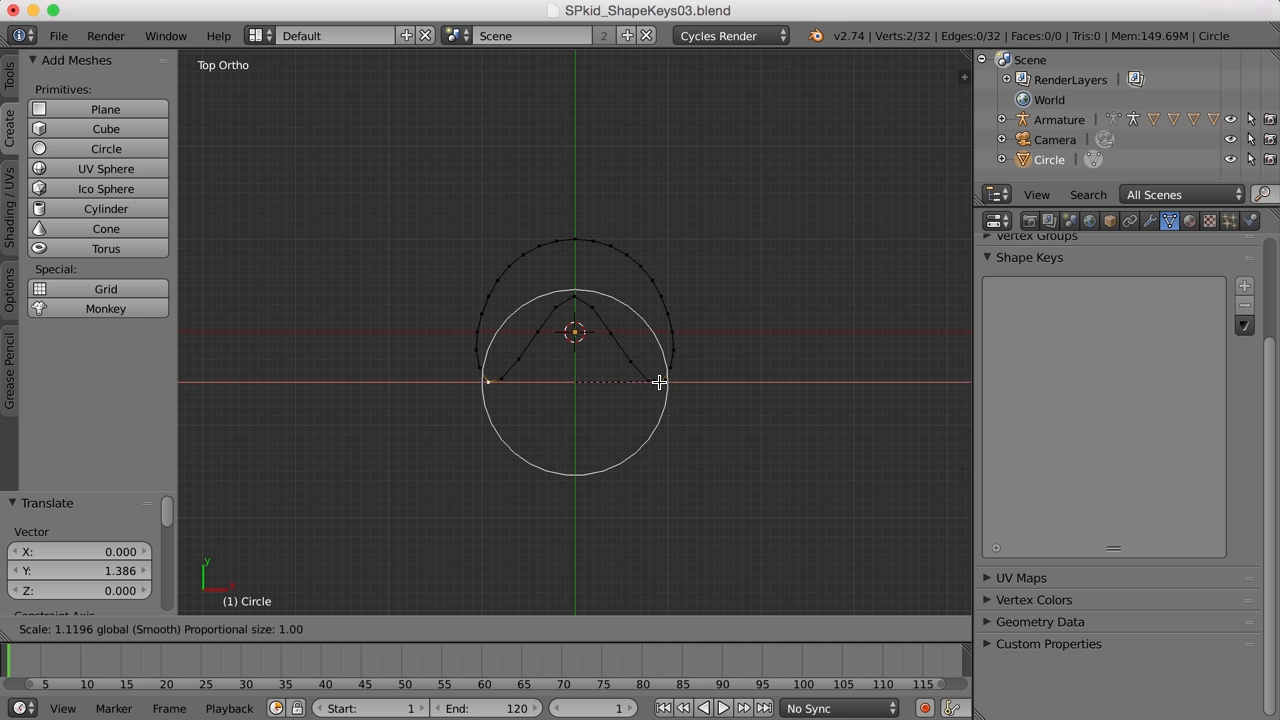 SPkid_ShapeKeys03.blend
File Render Window Help Default Scene 2 Cycles Render v2.74 | Verts:2/32 | Edges:0/32 | Faces:0/0 | Tris:0 | Mem:149.69M | Circle
Tools
Create
Shading / UVs
Options
Grease Pencil
Add Meshes
Primitives:
Plane
Cube
Circle
UV Sphere
Ico Sphere
Cylinder
Cone
Torus
Special:
Grid
Monkey
Translate
Vector
X: 0.000
Y: 1.386
Z: 0.000
Top Ortho
y
x
(1) Circle
Scale: 1.1196 global (Smooth) Proportional size: 1.00
Scene
RenderLayers
World
Armature
Camera
Circle
View Search All Scenes
Vertex Groups
Shape Keys
UV Maps
Vertex Colors
Geometry Data
Custom Properties
5 10 15 20 25 30 35 40 45 50 55 60 65 70 75 80 85 90 95 100 105 110 115
View Marker Frame Playback Start: 1 End: 120 1 No Sync